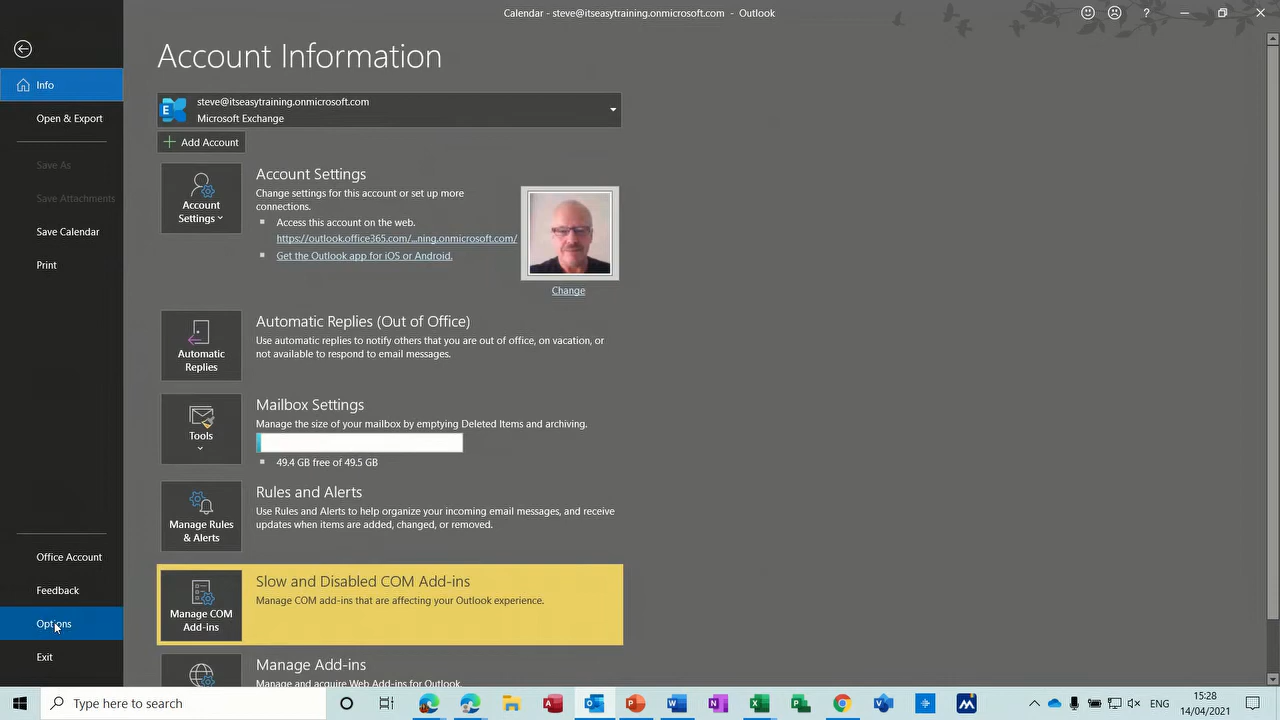 Calendar - steve@itseasytraining.onmicrosoft.com - Outlook
?
Account Information
Info
steve@itseasytraining.onmicrosoft.com
Microsoft Exchange
Open & Export
Add Account
Save As
Save Attachments
Save Calendar
Print
Account Settings
Account Settings
Change settings for this account or set up more
connections.
Access this account on the web.
https://outlook.office365.com/...ning.onmicrosoft.com/
Get the Outlook app for iOS or Android.
Change
Automatic
Replies
Automatic Replies (Out of Office)
Use automatic replies to notify others that you are out of office, on vacation, or
not available to respond to email messages.
Tools
Mailbox Settings
Manage the size of your mailbox by emptying Deleted Items and archiving.
49.4 GB free of 49.5 GB
Manage Rules
& Alerts
Rules and Alerts
Use Rules and Alerts to help organize your incoming email messages, and receive
updates when items are added, changed, or removed.
Office Account
Feedback
Options
Exit
Manage COM
Add-ins
Slow and Disabled COM Add-ins
Manage COM add-ins that are affecting your Outlook experience.
Manage Add-ins
Manage and acquire Web Add-ins for Outlook.
Type here to search
ENG
15:28
14/04/2021